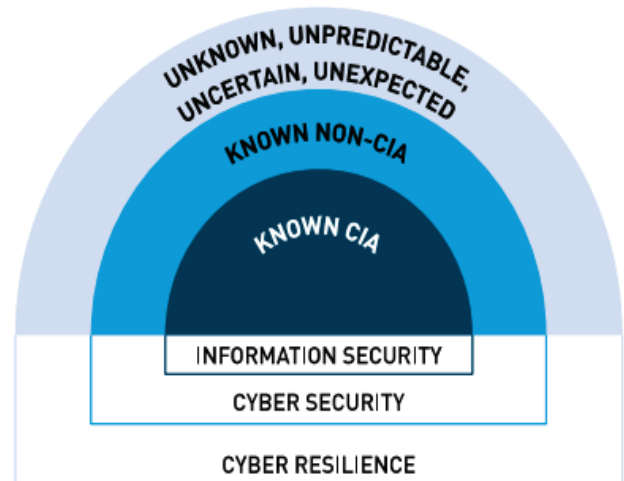 UNKNOWN, UNPREDICTABLE,
UNCERTAIN, UNEXPECTED
KNOWN NON-CIA
KNOWN CIA
INFORMATION SECURITY
CYBER SECURITY
CYBER RESILIENCE